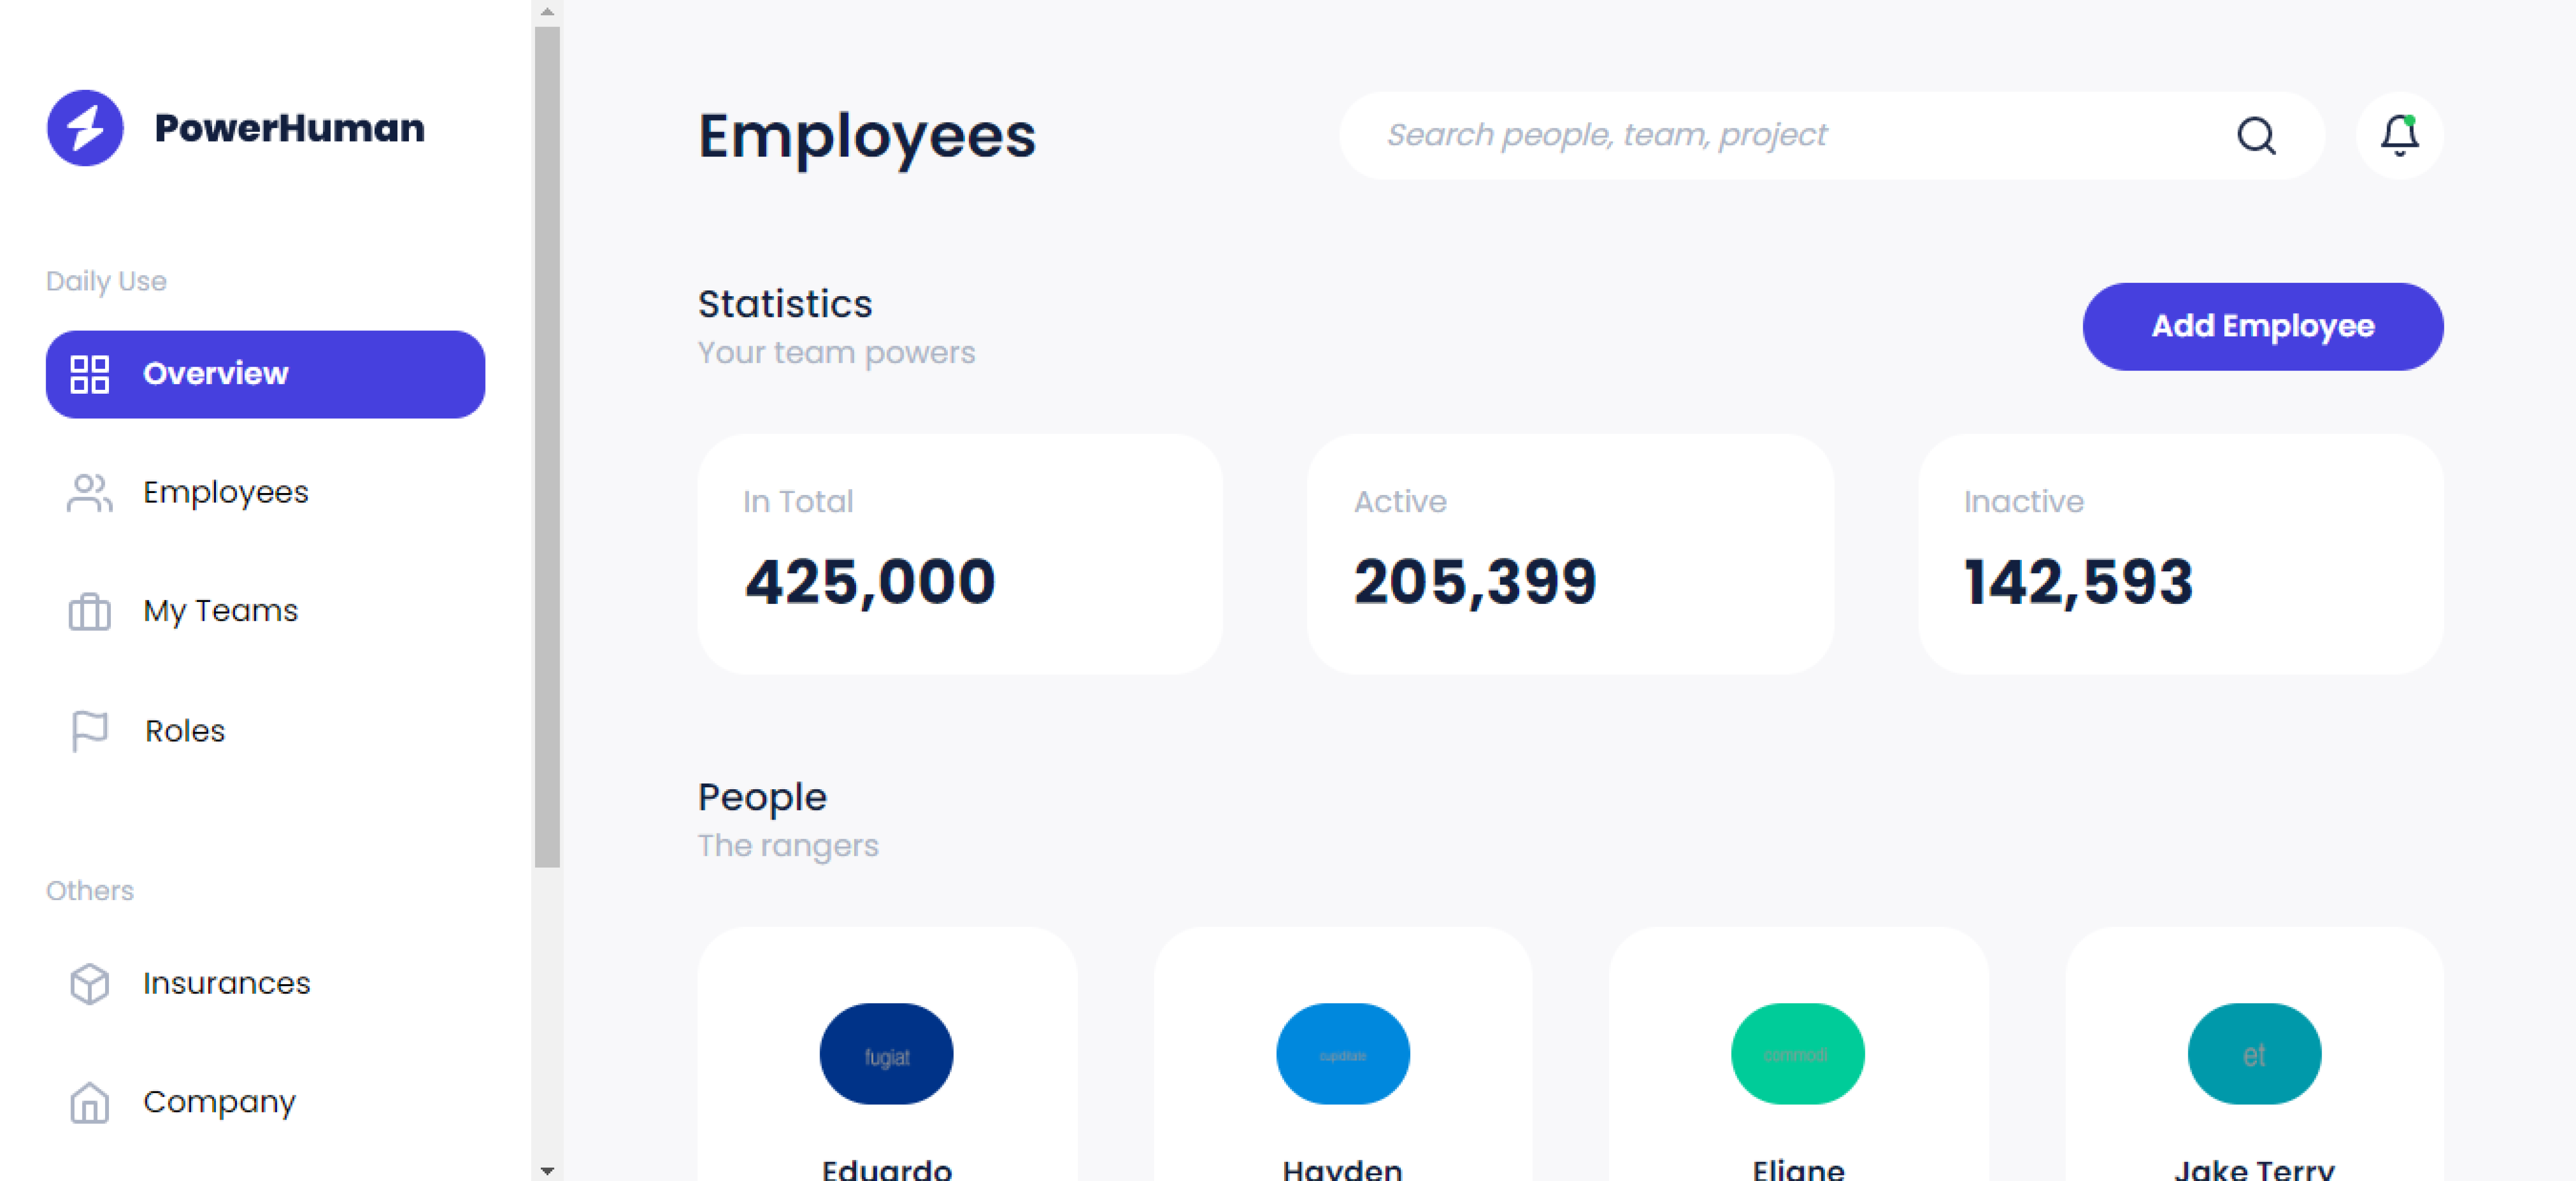 PowerHuman
Daily Use
Overview
Employees
My Teams
Roles
Others
Insurances
Company
Employees
Search people, team, project
Statistics
Your team powers
Add Employee
In Total
425,000
Active
205,399
Inactive
142,593
People
The rangers
fugiat
cupiditate
commodi
et
Eduardo
Hayden
Eliane
Jake Terry